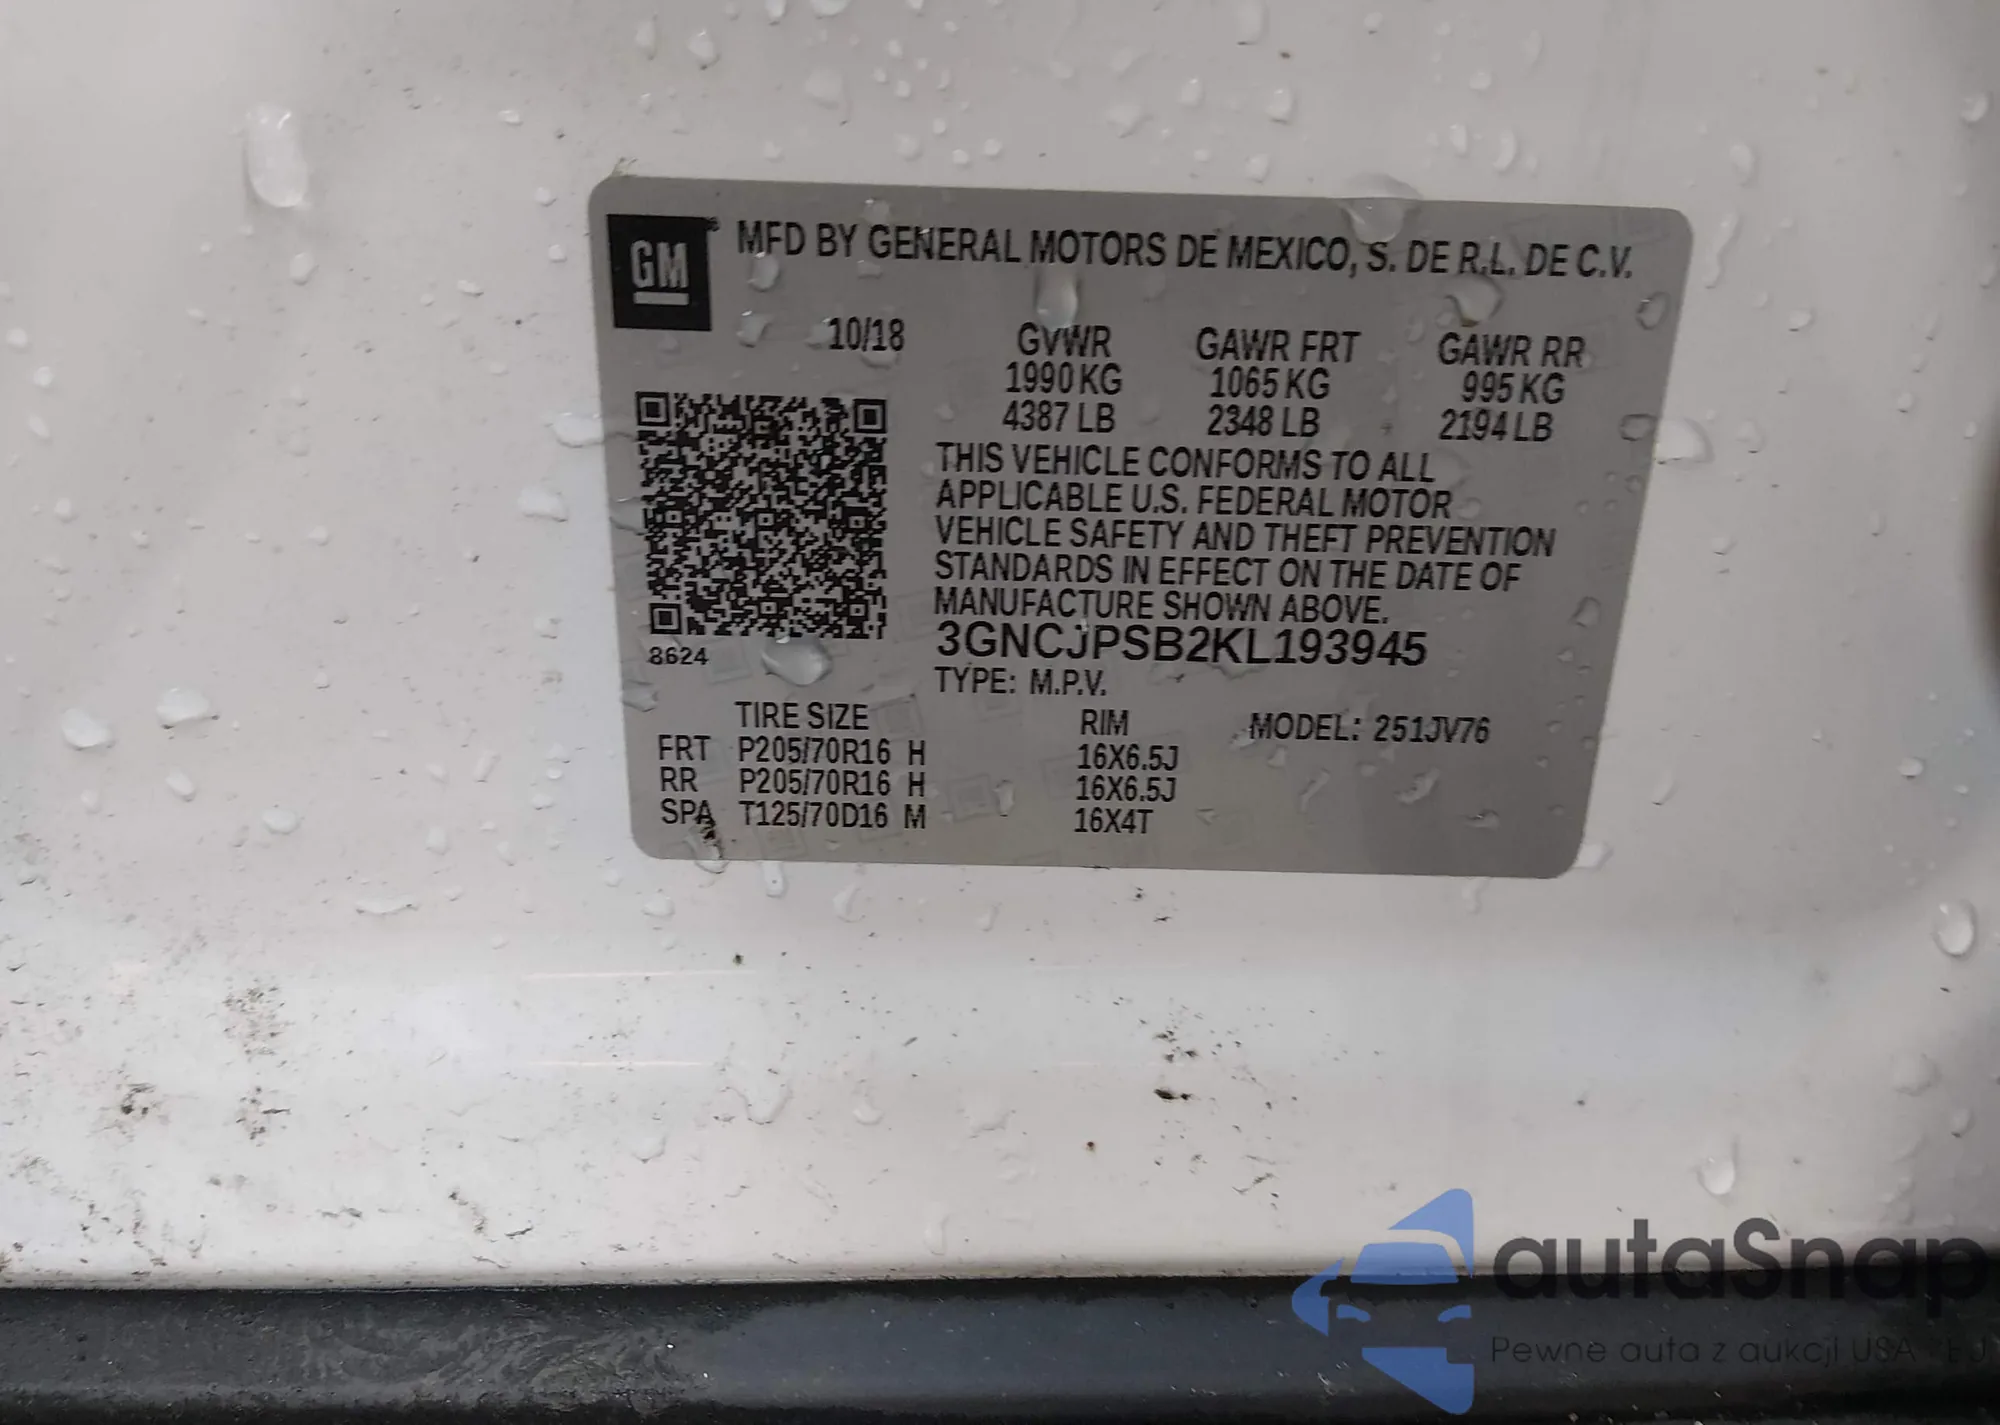 GM MFD BY GENERAL MOTORS DE MEXICO, S. DE R.L. DE C.V.
10/18 GVWR GAWR FRT GAWR RR
1990 KG 1065 KG 995 KG
4387 LB 2348 LB 2194 LB
THIS VEHICLE CONFORMS TO ALL
APPLICABLE U.S. FEDERAL MOTOR
VEHICLE SAFETY AND THEFT PREVENTION
STANDARDS IN EFFECT ON THE DATE OF
MANUFACTURE SHOWN ABOVE.
3GNCJPSB2KL193945
8624
TYPE: M.P.V.
TIRE SIZE RIM MODEL: 251JV76
FRT P205/70R16 H 16X6.5J
RR P205/70R16 H 16X6.5J
SPA T125/70D16 M 16X4T
autaSnap
Pewne auta z aukcji USA